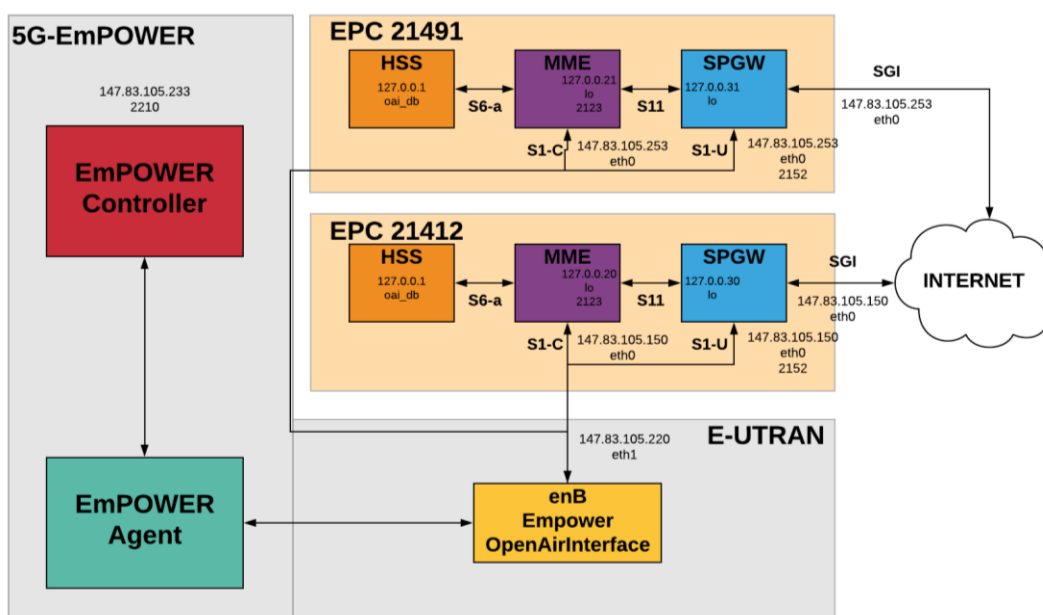 5G-EmPOWER
147.83.105.233
2210
EmPOWER
Controller
EmPOWER
Agent
EPC 21491
HSS
127.0.0.1
oai_db
S6-a
MME
127.0.0.21
lo
2123
S11
SPGW
127.0.0.31
lo
S1-C
147.83.105.253
eth0
S1-U
147.83.105.253
eth0
2152
SGI
147.83.105.253
eth0
EPC 21412
HSS
127.0.0.1
oai_db
S6-a
MME
127.0.0.20
lo
2123
S11
SPGW
127.0.0.30
lo
S1-C
147.83.105.150
eth0
S1-U
147.83.105.150
eth0
2152
SGI
147.83.105.150
eth0
INTERNET
E-UTRAN
147.83.105.220
eth1
enB
Empower
OpenAirInterface